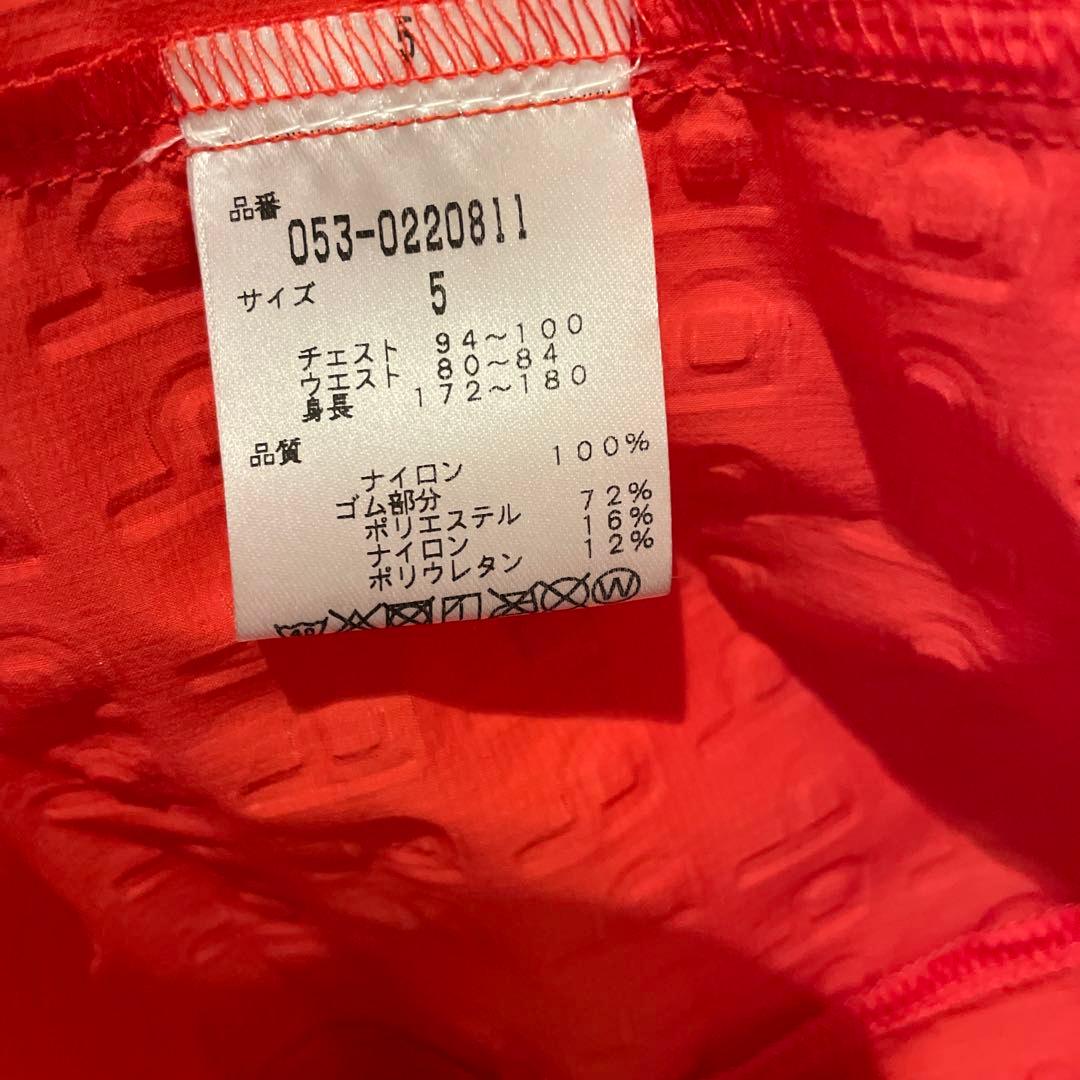 5
品番 053-0220811
サイズ 5
チェスト 94～100
ウエスト 80～84
身長 172～180
品質
ナイロン 100%
ゴム部分
ポリエステル 72%
ナイロン 16%
ポリウレタン 12%
40 W